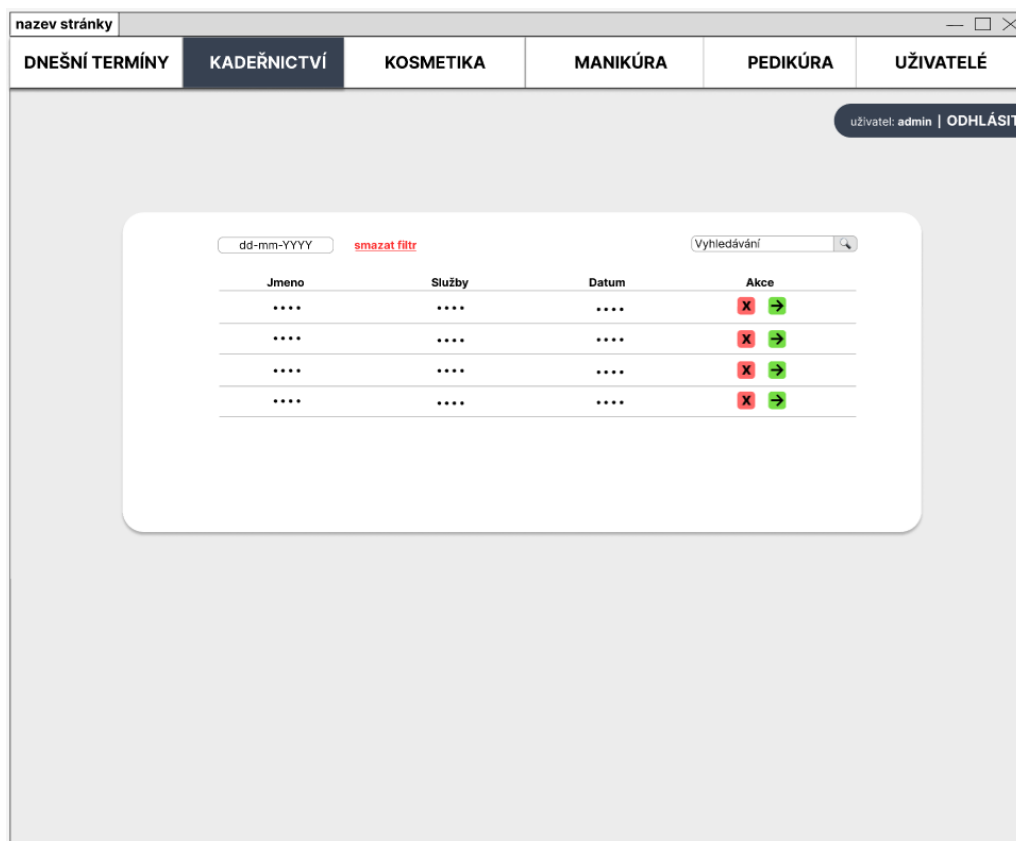 nazev stránky
DNEŠNÍ TERMÍNY KADEŘNICTVÍ KOSMETIKA MANIKÚRA PEDIKÚRA UŽIVATELÉ
uživatel: admin | ODHLÁSIT
dd-mm-YYYY smazat filtr Vyhledávání
Jmeno Služby Datum Akce
•••• •••• •••• X →
•••• •••• •••• X →
•••• •••• •••• X →
•••• •••• •••• X →